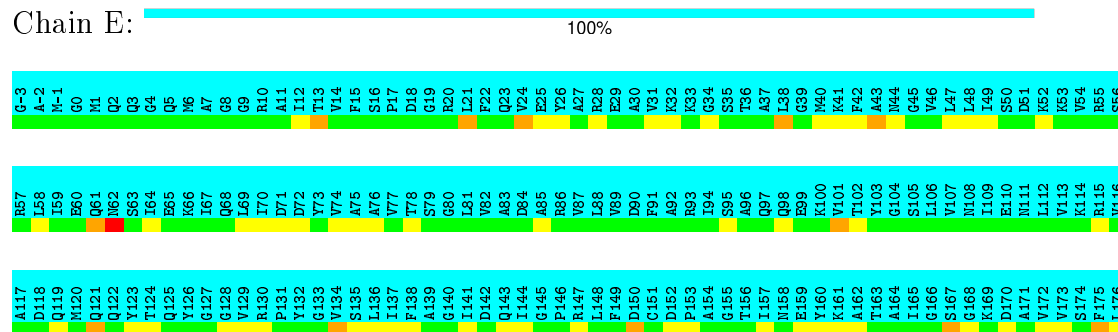 Chain E:
100%
G-3 A-2 M-1 G0 M1 Q2 Q3 G4 Q5 M6 A7 G8 G9 R10 A11 I12 T13 V14 F15 S16 P17 D18 G19 R20 L21 F22 Q23 V24 E25 Y26 A27 R28 E29 A30 V31 K32 K33 G34 S35 T36 A37 L38 G39 M40 K41 F42 A43 N44 G45 V46 L47 L48 I49 S50 D51 K52 K53 V54 R55 S56
R57 L58 I59 E60 Q61 N62 S63 I64 E65 K66 I67 Q68 L69 I70 D71 D72 Y73 V74 A75 A76 T77 T78 S79 G80 L81 V82 A83 D84 A85 R86 V87 L88 V89 D90 F91 A92 R93 I94 S95 A96 Q97 Q98 E99 K100 M101 T102 Y103 G104 S105 L106 V107 N108 I109 E110 N111 L112 V113 K114 R115
A117 D118 Q119 M120 Q121 Q122 Y123 T124 Q125 Y126 G127 G128 V129 R130 P131 Y132 G133 V134 S135 L136 I137 F138 A139 G140 I141 D142 Q143 I144 G145 P146 R147 L148 F149 D150 C151 D152 P153 A154 G155 T156 I157 N158 E159 Y160 K161 A162 T163 A164 I165 G166 S167 G168 K169 D170 A171 V172 V173 S174 F175